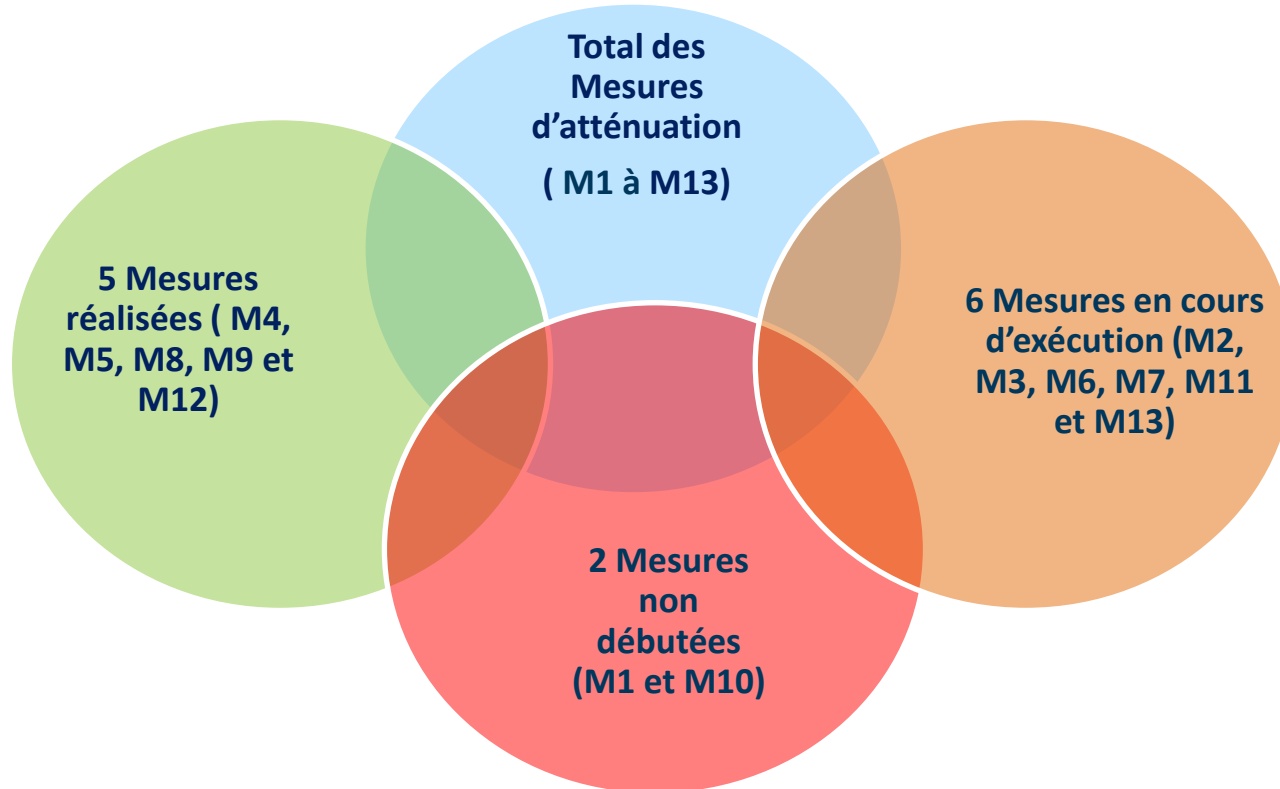 Total des
Mesures
d’atténuation
( M1 à M13)
5 Mesures
réalisées ( M4,
M5, M8, M9 et
M12)
6 Mesures en cours
d’exécution (M2,
M3, M6, M7, M11
et M13)
2 Mesures
non
débutées
(M1 et M10)